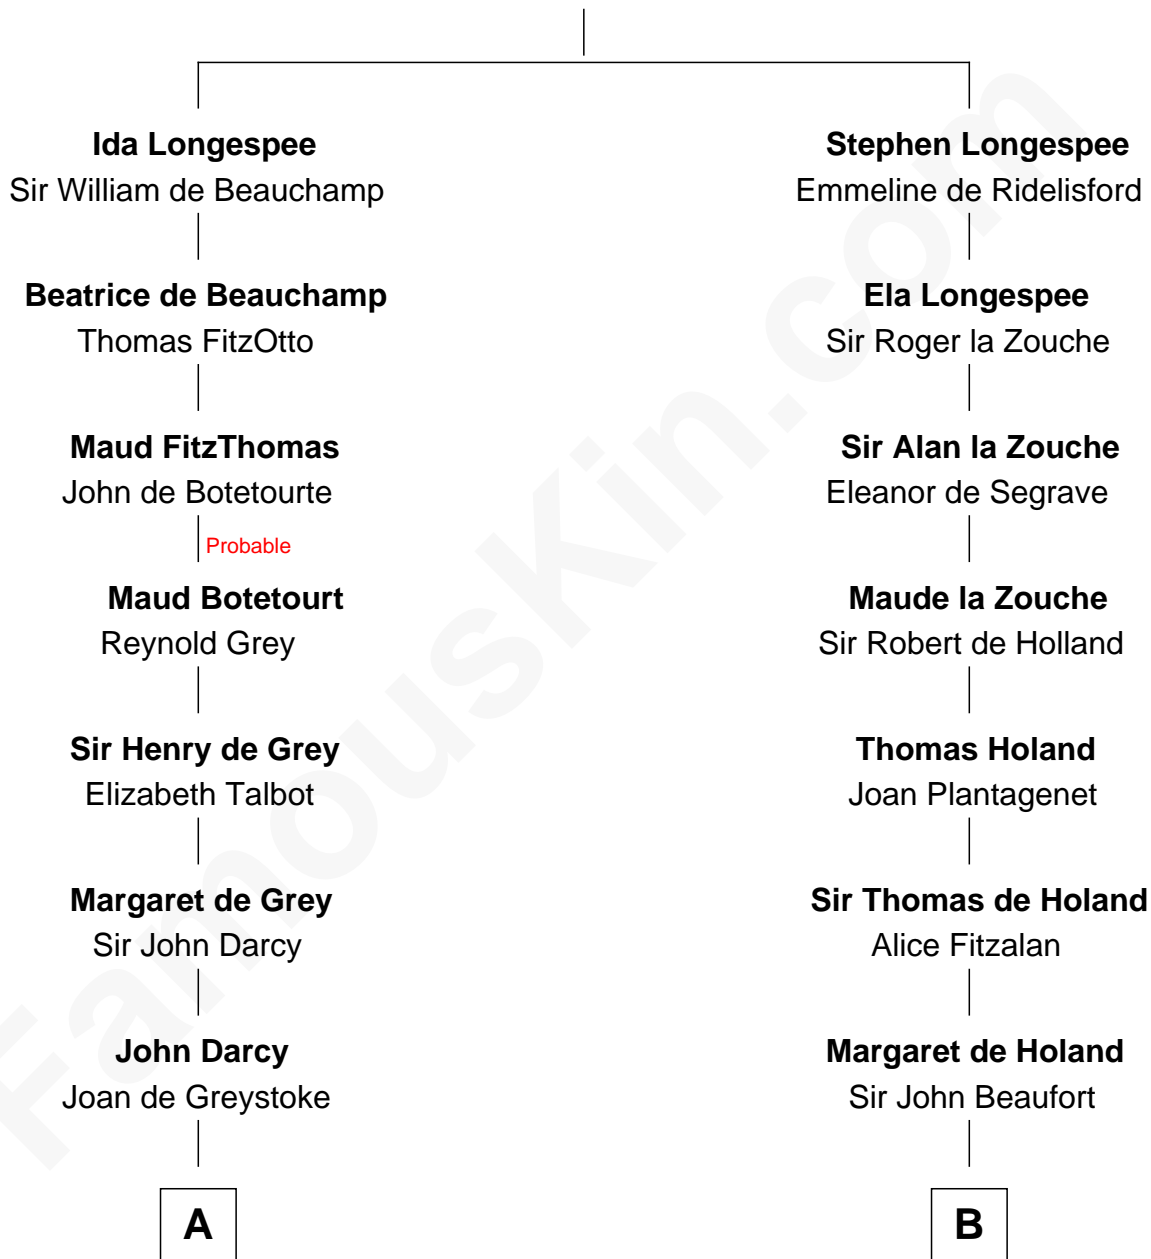 Ida Longespee
Sir William de Beauchamp
Beatrice de Beauchamp
Thomas FitzOtto
Maud FitzThomas
John de Botetourte
Probable
Maud Botetourt
Reynold Grey
Sir Henry de Grey
Elizabeth Talbot
Margaret de Grey
Sir John Darcy
John Darcy
Joan de Greystoke
A
Stephen Longespee
Emmeline de Ridelisford
Ela Longespee
Sir Roger la Zouche
Sir Alan la Zouche
Eleanor de Segrave
Maude la Zouche
Sir Robert de Holland
Thomas Holand
Joan Plantagenet
Sir Thomas de Holand
Alice Fitzalan
Margaret de Holand
Sir John Beaufort
B
FamousKin.com